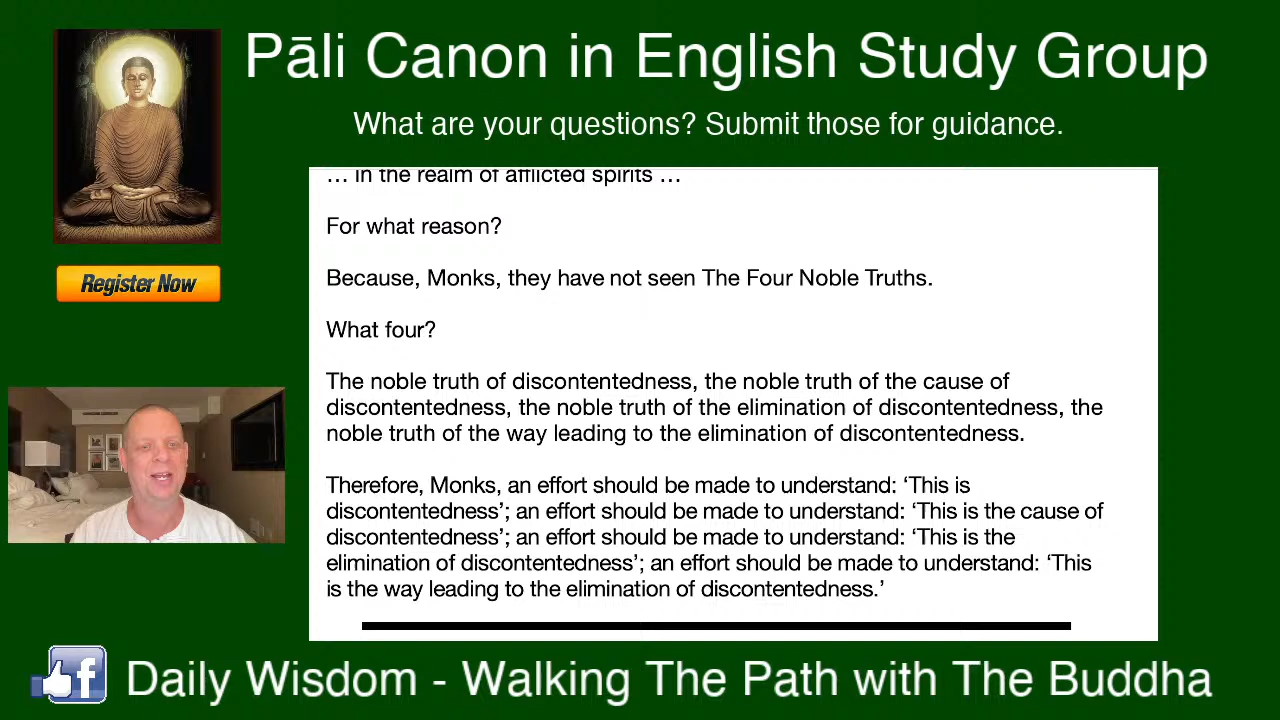 Pāli Canon in English Study Group
What are your questions? Submit those for guidance.
Register Now
… in the realm of afflicted spirits …
For what reason?
Because, Monks, they have not seen The Four Noble Truths.
What four?
The noble truth of discontentedness, the noble truth of the cause of
discontentedness, the noble truth of the elimination of discontentedness, the
noble truth of the way leading to the elimination of discontentedness.
Therefore, Monks, an effort should be made to understand: ‘This is
discontentedness’; an effort should be made to understand: ‘This is the cause of
discontentedness’; an effort should be made to understand: ‘This is the
elimination of discontentedness’; an effort should be made to understand: ‘This
is the way leading to the elimination of discontentedness.’
f
Daily Wisdom - Walking The Path with The Buddha